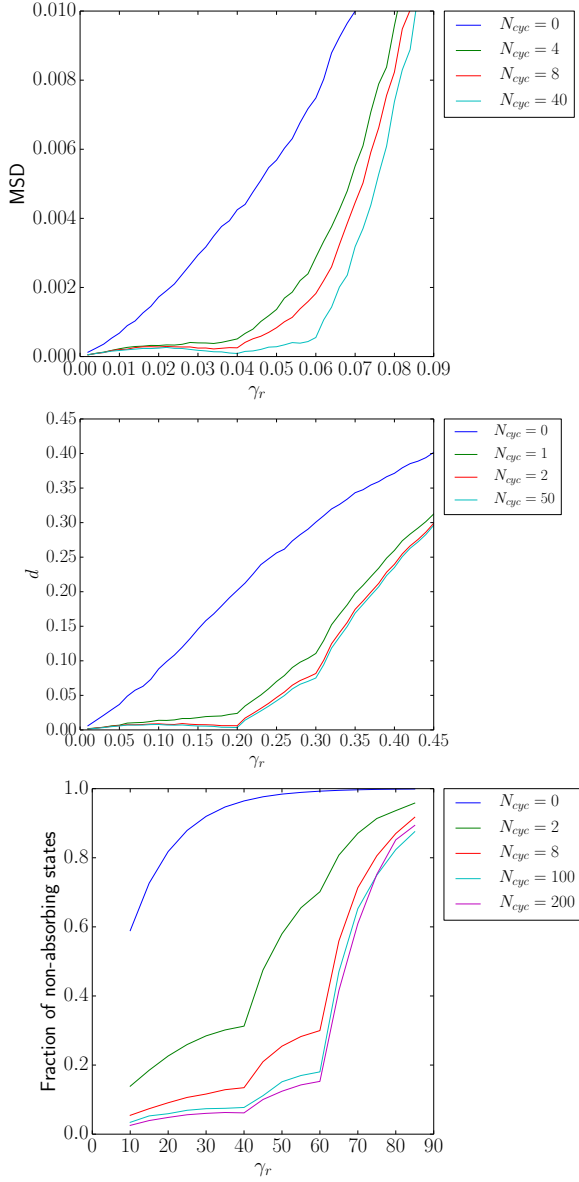 0.010
0.008
0.006
0.004
0.002
0.000
MSD
0.00 0.01 0.02 0.03 0.04 0.05 0.06 0.07 0.08 0.09
γ_r
N_cyc = 0
N_cyc = 4
N_cyc = 8
N_cyc = 40
0.45
0.40
0.35
0.30
0.25
0.20
0.15
0.10
0.05
0.00
d
0.00 0.05 0.10 0.15 0.20 0.25 0.30 0.35 0.40 0.45
γ_r
N_cyc = 0
N_cyc = 1
N_cyc = 2
N_cyc = 50
1.0
0.8
0.6
0.4
0.2
0.0
Fraction of non-absorbing states
0 10 20 30 40 50 60 70 80 90
γ_r
N_cyc = 0
N_cyc = 2
N_cyc = 8
N_cyc = 100
N_cyc = 200